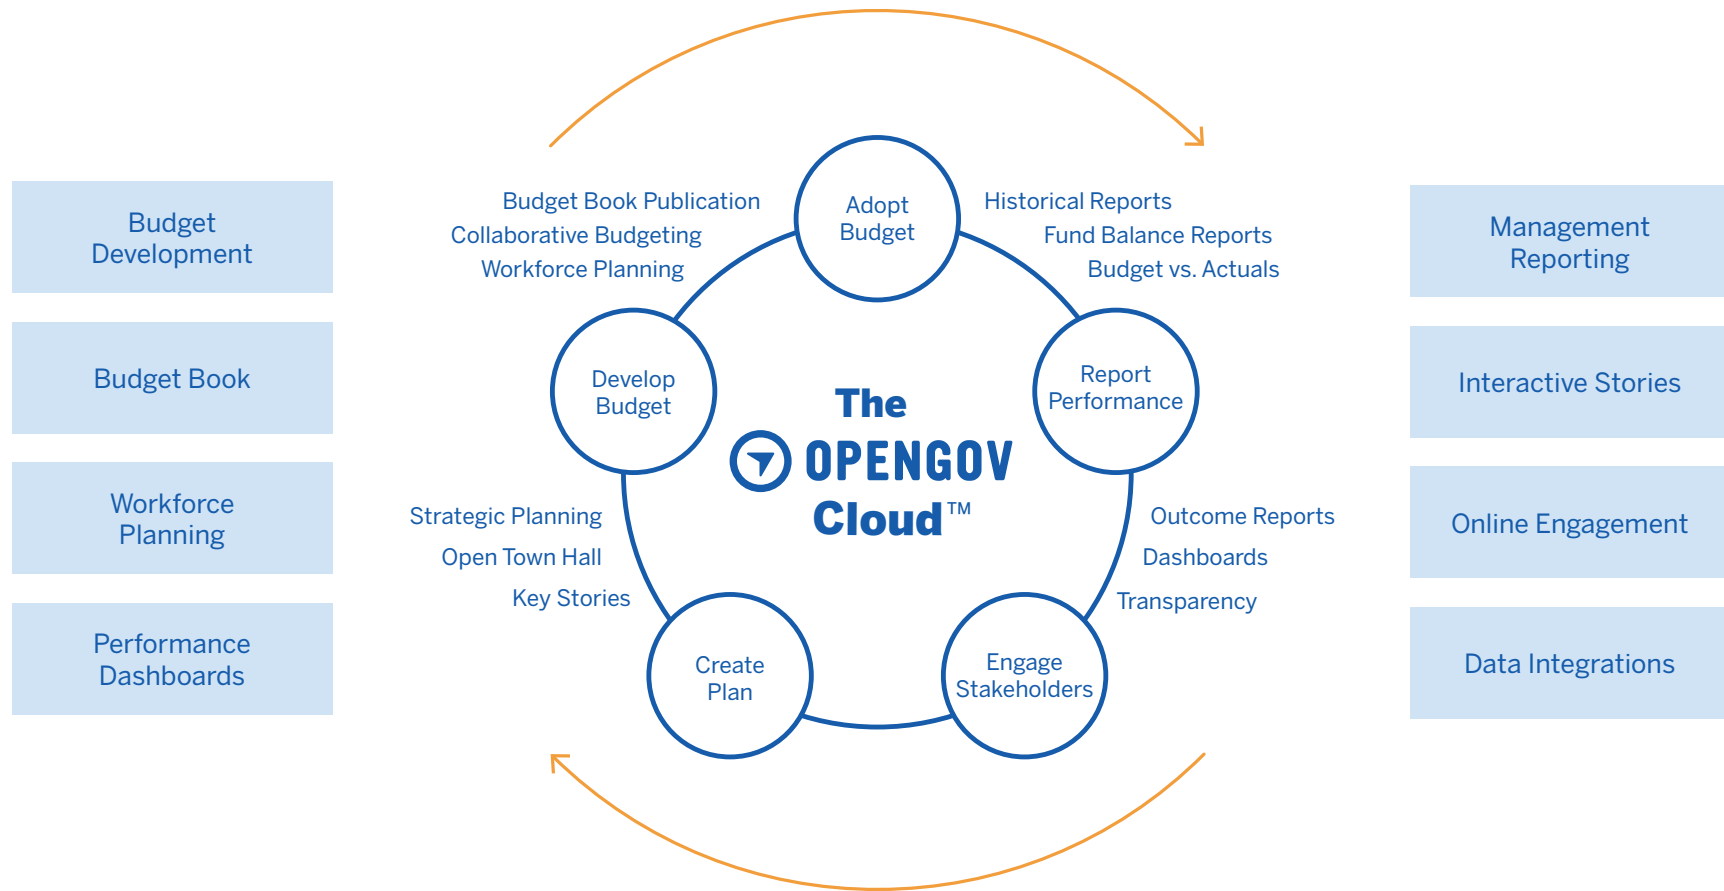 Budget
Development
Budget Book
Workforce
Planning
Performance
Dashboards
Budget Book Publication
Collaborative Budgeting
Workforce Planning
Adopt
Budget
Historical Reports
Fund Balance Reports
Budget vs. Actuals
Develop
Budget
Report
Performance
The
OPENGOV
Cloud™
Strategic Planning
Open Town Hall
Key Stories
Outcome Reports
Dashboards
Transparency
Create
Plan
Engage
Stakeholders
Management
Reporting
Interactive Stories
Online Engagement
Data Integrations